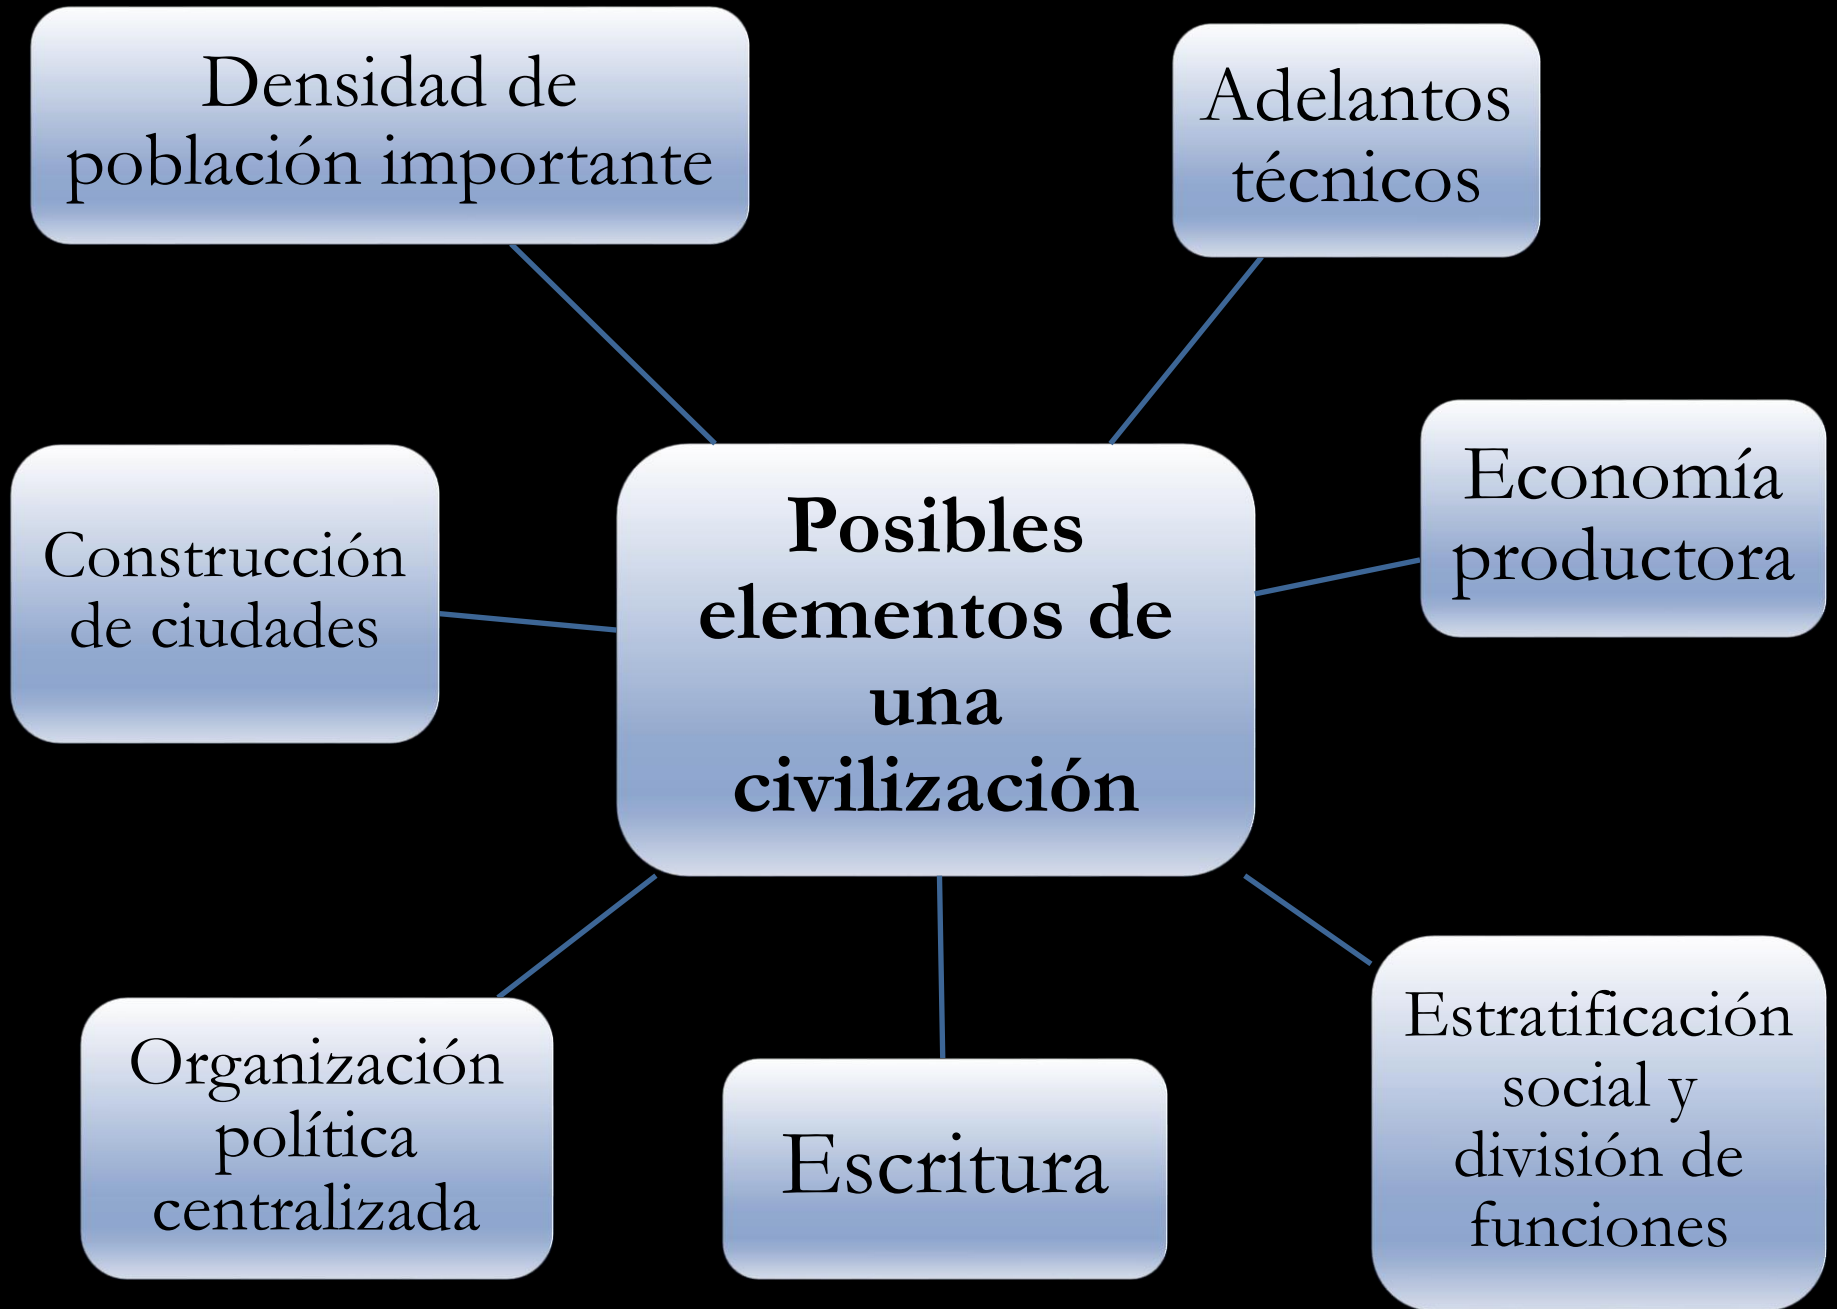 Densidad de
población importante
Adelantos
técnicos
Construcción
de ciudades
Posibles
elementos de
una
civilización
Economía
productora
Organización
política
centralizada
Escritura
Estratificación
social y
división de
funciones